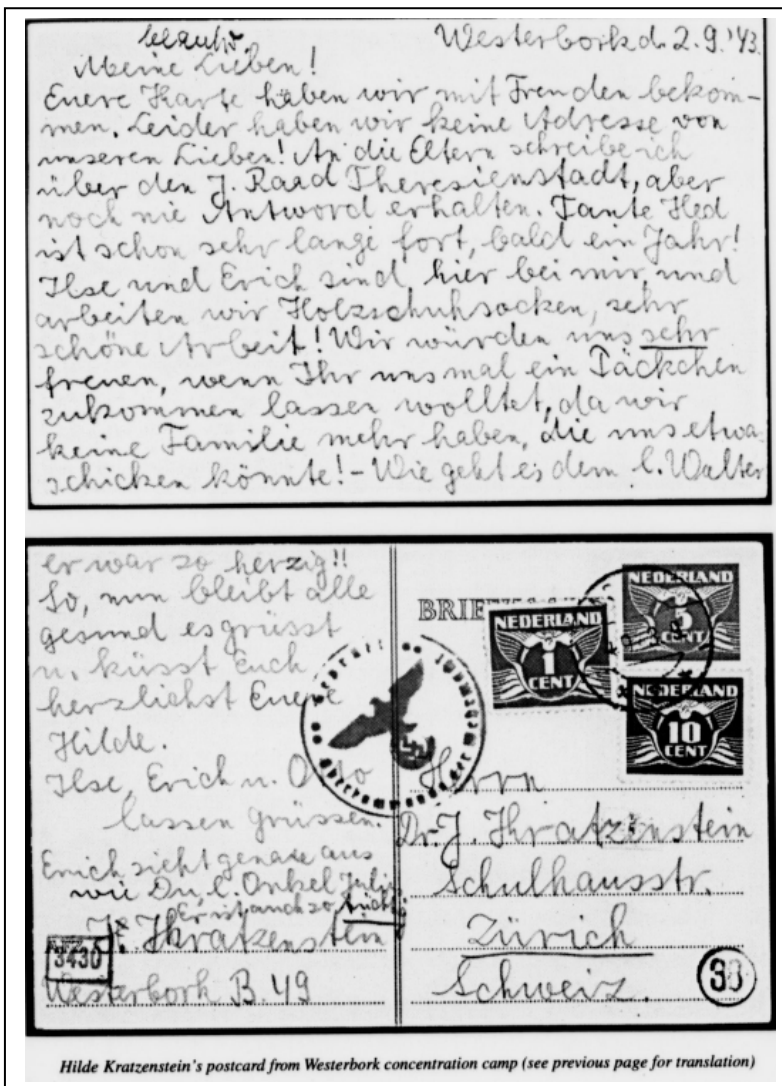 beantw.
Westerbork d. 2.9.'43.
Meine Lieben!
Euere Karte haben wir mit Freuden bekom-
men. Leider haben wir keine Adresse von
unseren Lieben! An die Eltern schreibe ich
über den J. Raad Theresienstadt, aber
noch nie Antword erhalten. Tante Hed
ist schon sehr lange fort, bald ein Jahr!
Ilse und Erich sind hier bei mir, und
arbeiten wir Holzschuhsocken, sehr
schöne Arbeit! Wir würden uns sehr
freuen, wenn Ihr uns mal ein Päckchen
zukommen lassen wolltet, da wir
keine Familie mehr haben, die uns etwa
schicken könnte! - Wie geht es dem l. Walter
er war so herzig!!
So, nun bleibt alle
gesund es grüsst
u. küsst Euch
herzlichst Euere
Hilde.
Ilse, Erich u. Otto
lassen grüssen.
Erich sieht genau aus
wie Du l. Onkel Julius
Er ist auch so
Kratzenstein
3430
Westerbork B. 49
NEDERLAND
5
CENT
NEDERLAND
1
CENT
NEDERLAND
10
CENT
Herrn
Dr. J. Kratzenstein
Schulhausstr.
Zürich
Schweiz.
Hilde Kratzenstein's postcard from Westerbork concentration camp (see previous page for translation)